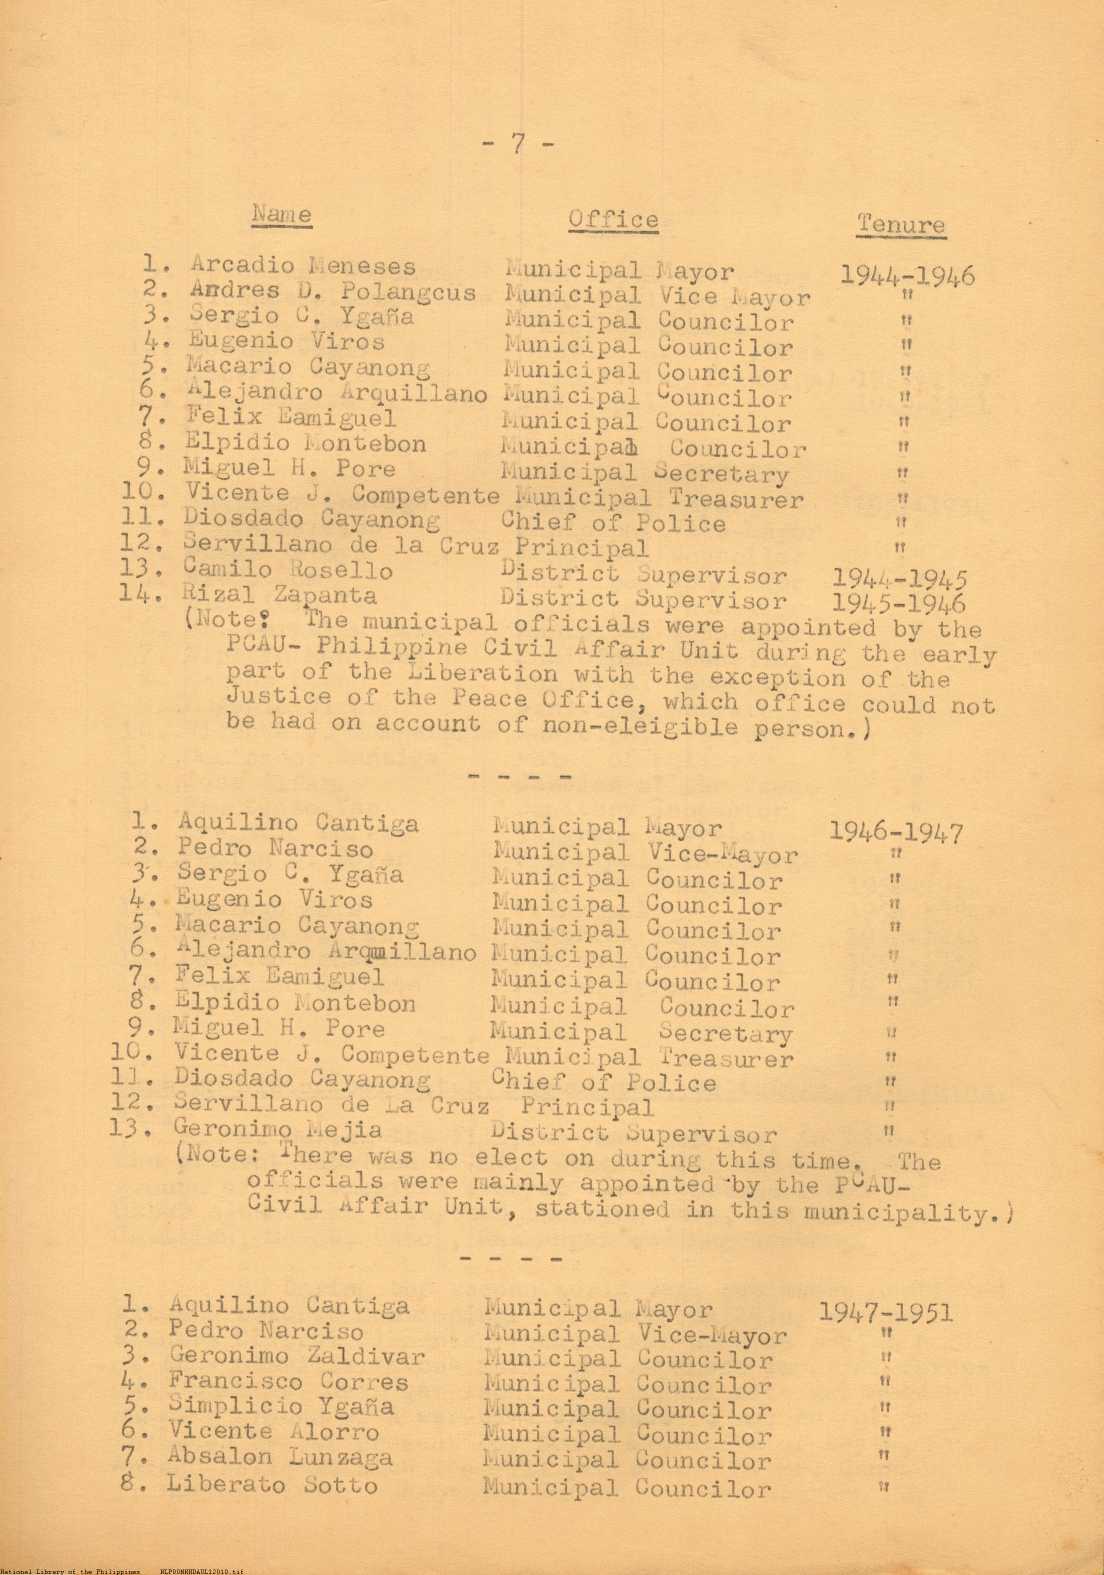 - 7 -
Name Office Tenure
1. Arcadio Meneses Municipal Mayor 1944-1946
2. Andres D. Polangcus Municipal Vice Mayor "
3. Sergio C. Ygaña Municipal Councilor "
4. Eugenio Viros Municipal Councilor "
5. Macario Cayanong Municipal Councilor "
6. Alejandro Arquillano Municipal Councilor "
7. Felix Eamiguel Municipal Councilor "
8. Elpidio Montebon Municipal Councilor "
9. Miguel H. Pore Municipal Secretary "
10. Vicente J. Competente Municipal Treasurer "
11. Diosdado Cayanong Chief of Police "
12. Servillano de la Cruz Principal "
13. Camilo Rosello District Supervisor 1944-1945
14. Rizal Zapanta District Supervisor 1945-1946
(Note: The municipal officials were appointed by the
PCAU- Philippine Civil Affair Unit during the early
part of the Liberation with the exception of the
Justice of the Peace Office, which office could not
be had on account of non-eleigible person.)
- - - -
1. Aquilino Cantiga Municipal Mayor 1946-1947
2. Pedro Narciso Municipal Vice-Mayor "
3. Sergio C. Ygaña Municipal Councilor "
4. Eugenio Viros Municipal Councilor "
5. Macario Cayanong Municipal Councilor "
6. Alejandro Arquillano Municipal Councilor "
7. Felix Eamiguel Municipal Councilor "
8. Elpidio Montebon Municipal Councilor "
9. Miguel H. Pore Municipal Secretary "
10. Vicente J. Competente Municipal Treasurer "
11. Diosdado Cayanong Chief of Police "
12. Servillano de La Cruz Principal "
13. Geronimo Mejia District Supervisor "
(Note: There was no elect on during this time. The
officials were mainly appointed by the PCAU-
Civil Affair Unit, stationed in this municipality.)
- - - -
1. Aquilino Cantiga Municipal Mayor 1947-1951
2. Pedro Narciso Municipal Vice-Mayor "
3. Geronimo Zaldivar Municipal Councilor "
4. Francisco Corres Municipal Councilor "
5. Simplicio Ygaña Municipal Councilor "
6. Vicente Alorro Municipal Councilor "
7. Absalon Lunzaga Municipal Councilor "
8. Liberato Sotto Municipal Councilor "
National Library of the Philippines